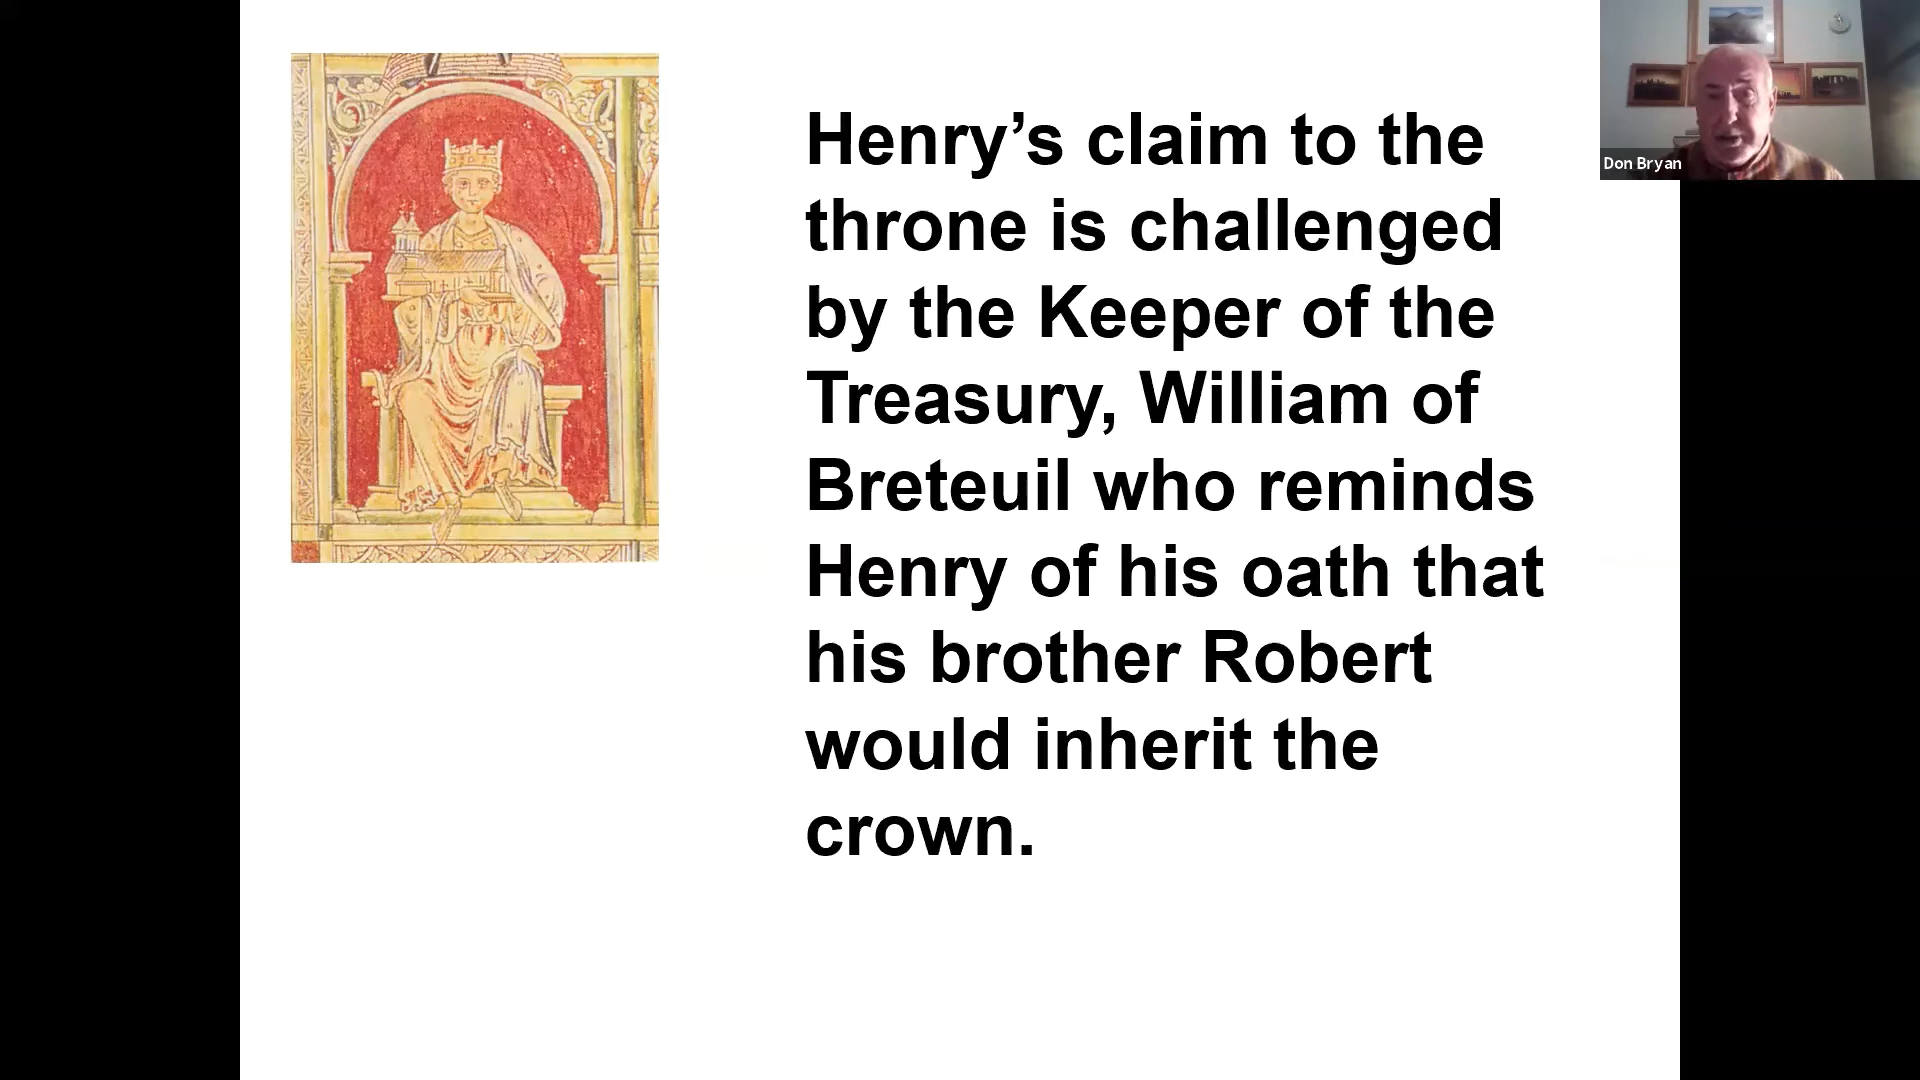 Henry’s claim to the
throne is challenged
by the Keeper of the
Treasury, William of
Breteuil who reminds
Henry of his oath that
his brother Robert
would inherit the
crown.
Don Bryan